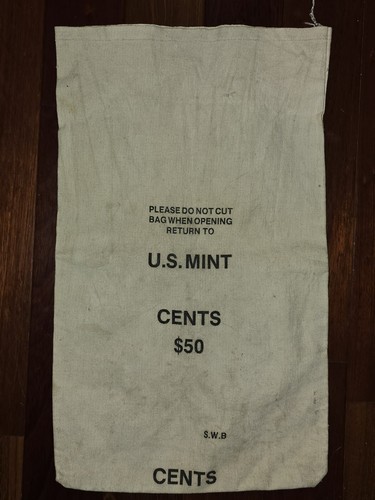 PLEASE DO NOT CUT
BAG WHEN OPENING
RETURN TO
U.S. MINT
CENTS
$50
S.W.B
CENTS